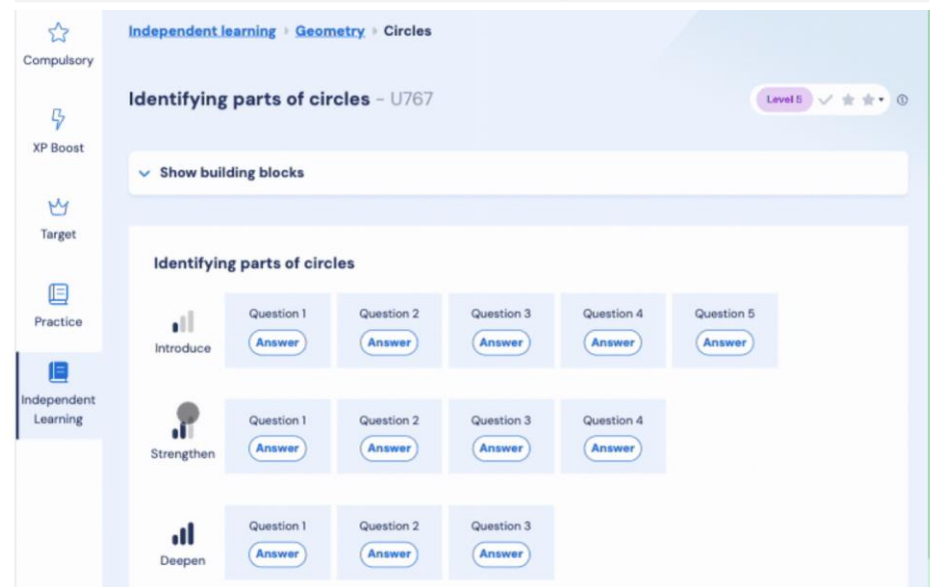 Compulsory
XP Boost
Target
Practice
Independent
Learning
Independent learning Geometry Circles
Identifying parts of circles - U767
Level 5
Show building blocks
Identifying parts of circles
Introduce
Question 1
Answer
Question 2
Answer
Question 3
Answer
Question 4
Answer
Question 5
Answer
Strengthen
Question 1
Answer
Question 2
Answer
Question 3
Answer
Question 4
Answer
Deepen
Question 1
Answer
Question 2
Answer
Question 3
Answer